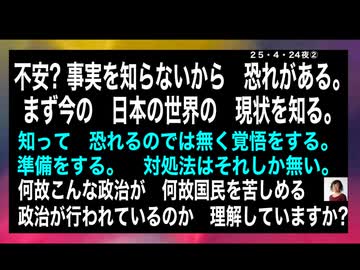 25・4・24夜②
不安? 事実を知らないから　恐れがある。
まず今の　日本の世界の　現状を知る。
知って　恐れるのでは無く覚悟をする。
準備をする。　対処法はそれしか無い。
何故こんな政治が　何故国民を苦しめる
政治が行われているのか　理解していますか?